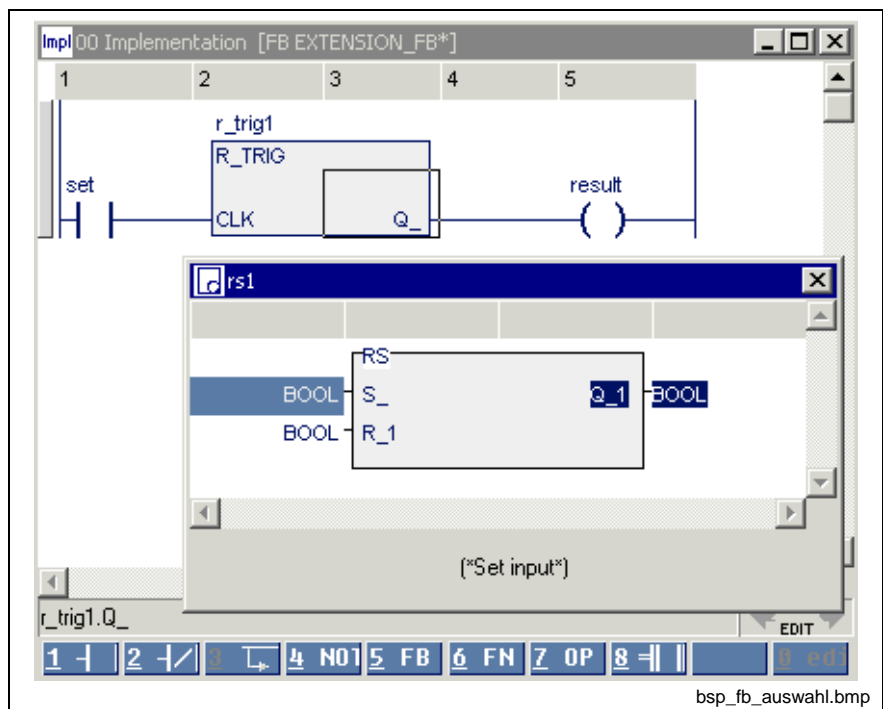 Impl 00 Implementation [FB EXTENSION_FB*]
1 2 3 4 5
r_trig1
R_TRIG
set
result
CLK Q_
rs1
RS
BOOL S_ Q_1 BOOL
BOOL R_1
(*Set input*)
r_trig1.Q_
EDIT
1 2 3 4 NOT 5 FB 6 FN 7 OP 8 0 edi
bsp_fb_auswahl.bmp